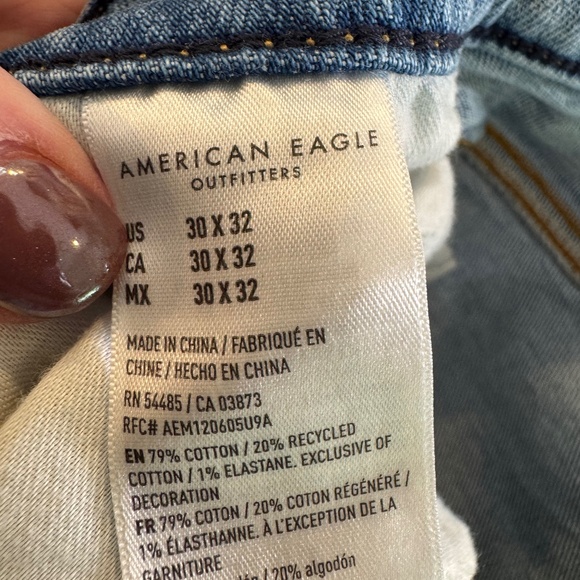 AMERICAN EAGLE
OUTFITTERS
US 30 X 32
CA 30 X 32
MX 30 X 32
MADE IN CHINA / FABRIQUÉ EN
CHINE / HECHO EN CHINA
RN 54485 / CA 03873
RFC# AEM120605U9A
EN 79% COTTON / 20% RECYCLED
COTTON / 1% ELASTANE. EXCLUSIVE OF
DECORATION
FR 79% COTON / 20% COTON RÉGÉNÉRÉ /
1% ÉLASTHANNE. À L'EXCEPTION DE LA
GARNITURE
/ 20% algodón